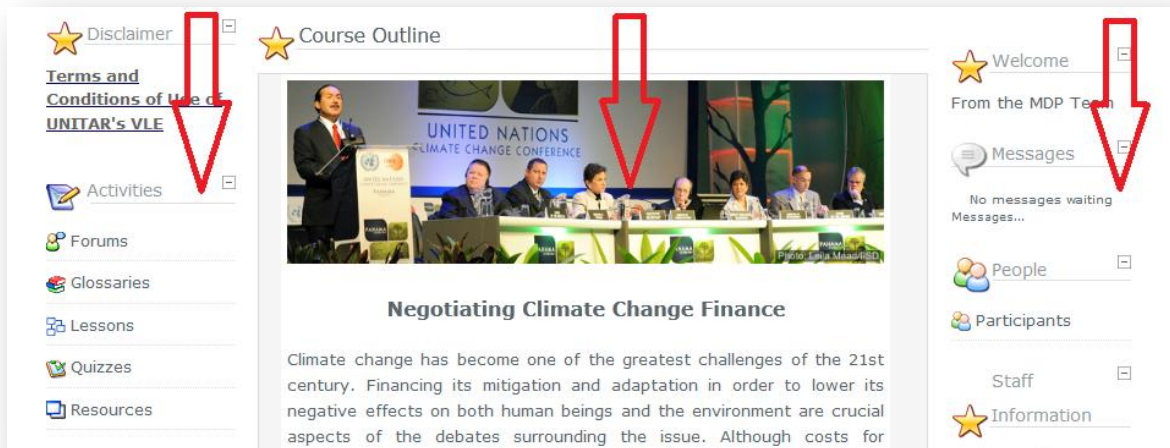 Disclaimer
Terms and
Conditions of Use of
UNITAR's VLE
Activities
Forums
Glossaries
Lessons
Quizzes
Resources
Course Outline
UNITED NATIONS
CLIMATE CHANGE CONFERENCE
PANAMA
PANAMA
PANAMA
Photo: Leila Mead/IISD
Negotiating Climate Change Finance
Climate change has become one of the greatest challenges of the 21st
century. Financing its mitigation and adaptation in order to lower its
negative effects on both human beings and the environment are crucial
aspects of the debates surrounding the issue. Although costs for
Welcome
From the MDP Team
Messages
No messages waiting
Messages...
People
Participants
Staff
Information